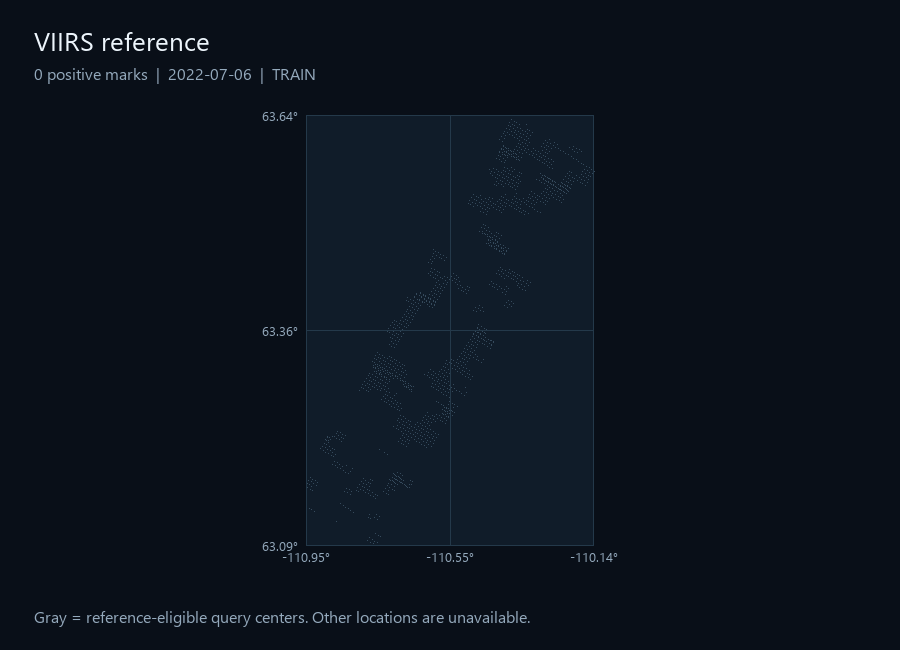 VIIRS reference
0 positive marks | 2022-07-06 | TRAIN
63.64°
63.36°
63.09°
-110.95° -110.55° -110.14°
Gray = reference-eligible query centers. Other locations are unavailable.